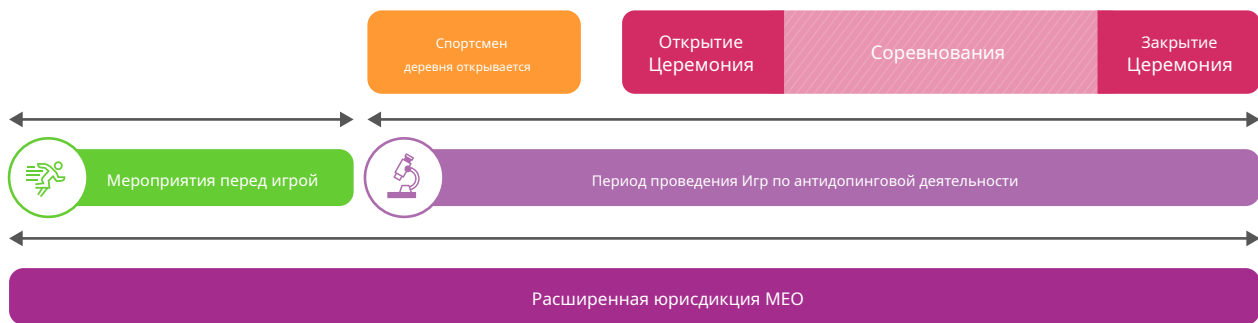 Спортсмен
деревня открывается
Открытие
Церемония
Соревнования
Закрытие
Церемония
Мероприятия перед игрой
Период проведения Игр по антидопинговой деятельности
Расширенная юрисдикция МЕО